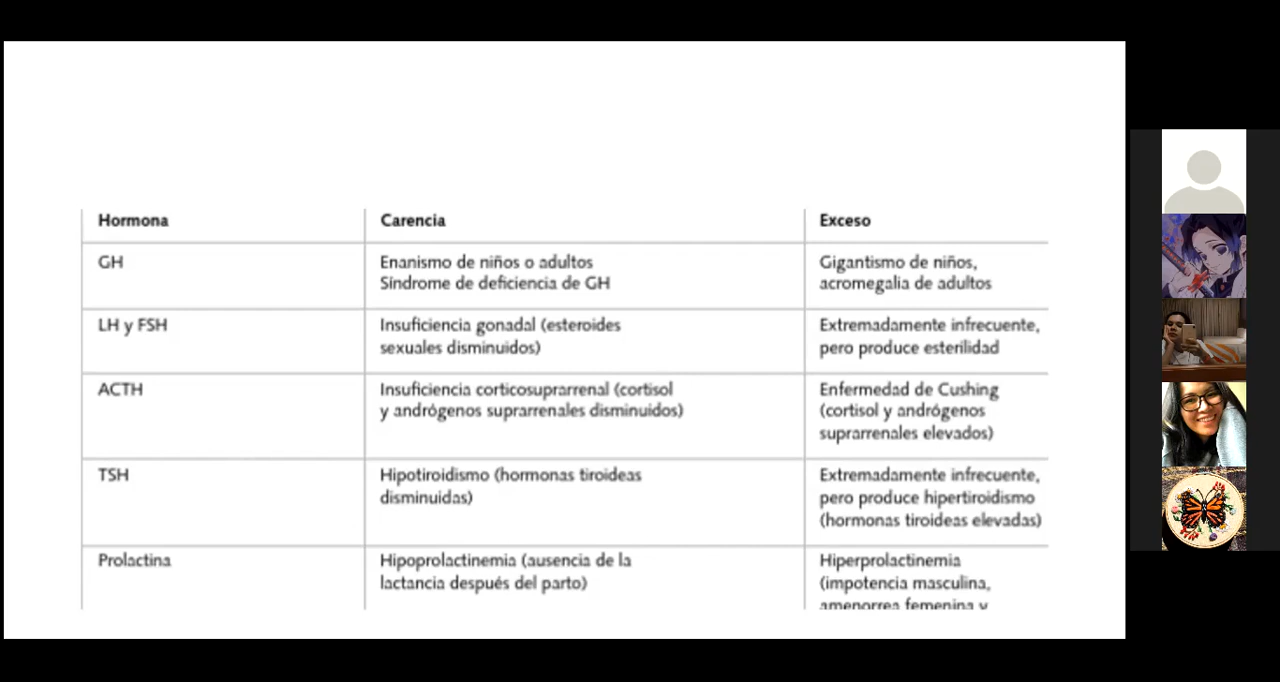 Hormona Carencia Exceso
GH
Enanismo de niños o adultos
Síndrome de deficiencia de GH
Gigantismo de niños,
acromegalia de adultos
LH y FSH
Insuficiencia gonadal (esteroides
sexuales disminuidos)
Extremadamente infrecuente,
pero produce esterilidad
ACTH
Insuficiencia corticosuprarrenal (cortisol
y andrógenos suprarrenales disminuidos)
Enfermedad de Cushing
(cortisol y andrógenos
suprarrenales elevados)
TSH
Hipotiroidismo (hormonas tiroideas
disminuidas)
Extremadamente infrecuente,
pero produce hipertiroidismo
(hormonas tiroideas elevadas)
Prolactina
Hipoprolactinemia (ausencia de la
lactancia después del parto)
Hiperprolactinemia
(impotencia masculina,
amenorrea femenina y